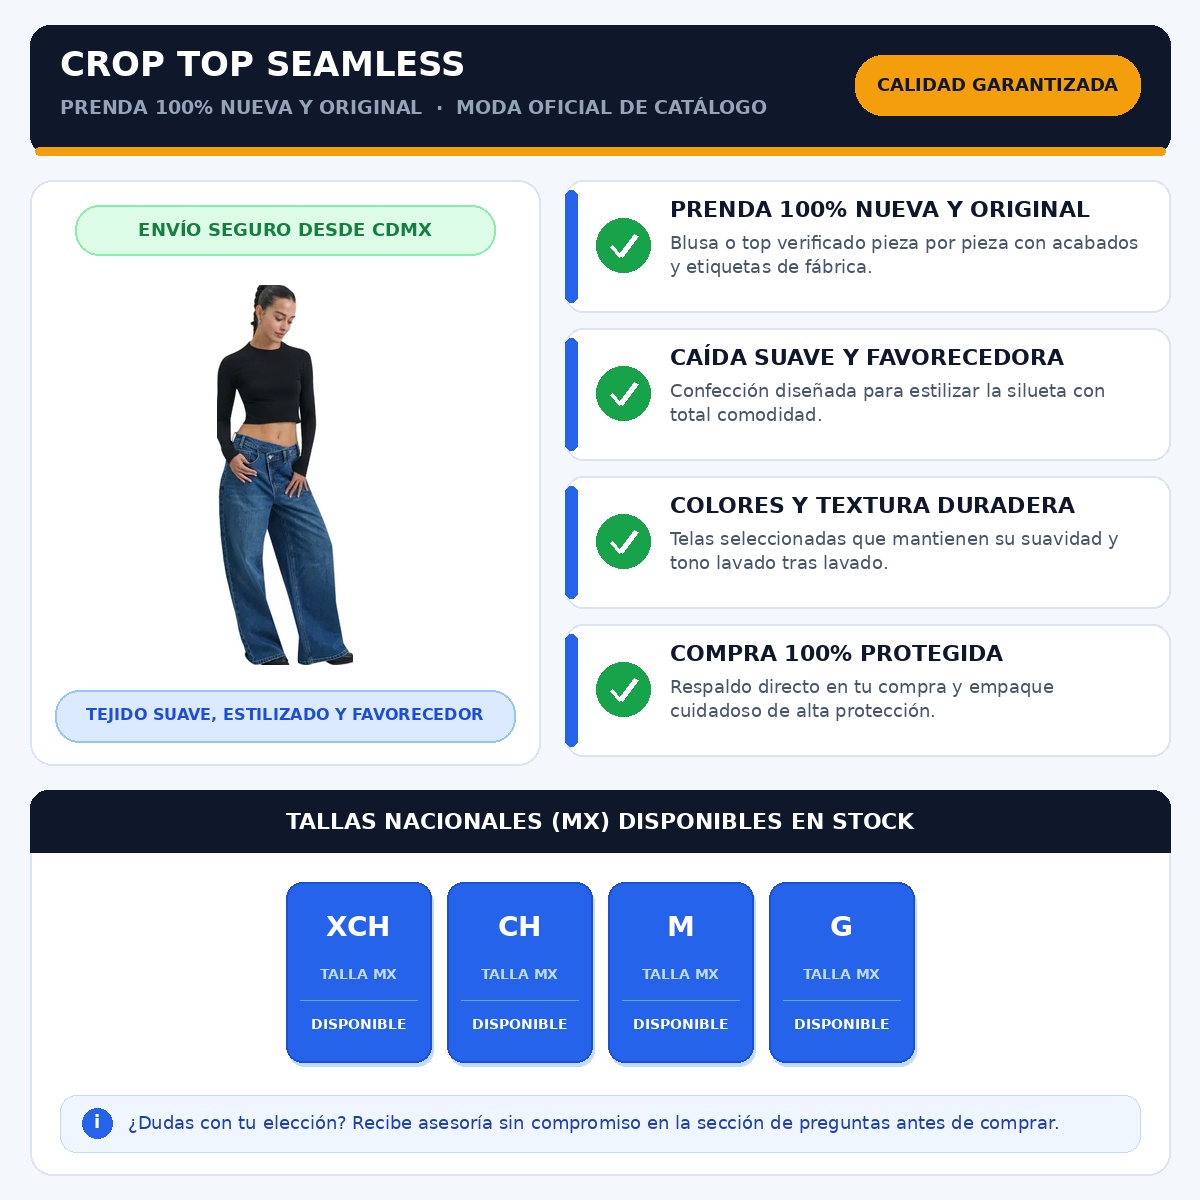 CROP TOP SEAMLESS
PRENDA 100% NUEVA Y ORIGINAL · MODA OFICIAL DE CATÁLOGO
CALIDAD GARANTIZADA
ENVÍO SEGURO DESDE CDMX
TEJIDO SUAVE, ESTILIZADO Y FAVORECEDOR
PRENDA 100% NUEVA Y ORIGINAL
Blusa o top verificado pieza por pieza con acabados
y etiquetas de fábrica.
CAÍDA SUAVE Y FAVORECEDORA
Confección diseñada para estilizar la silueta con
total comodidad.
COLORES Y TEXTURA DURADERA
Telas seleccionadas que mantienen su suavidad y
tono lavado tras lavado.
COMPRA 100% PROTEGIDA
Respaldo directo en tu compra y empaque
cuidadoso de alta protección.
TALLAS NACIONALES (MX) DISPONIBLES EN STOCK
XCH
TALLA MX
DISPONIBLE
CH
TALLA MX
DISPONIBLE
M
TALLA MX
DISPONIBLE
G
TALLA MX
DISPONIBLE
i
¿Dudas con tu elección? Recibe asesoría sin compromiso en la sección de preguntas antes de comprar.